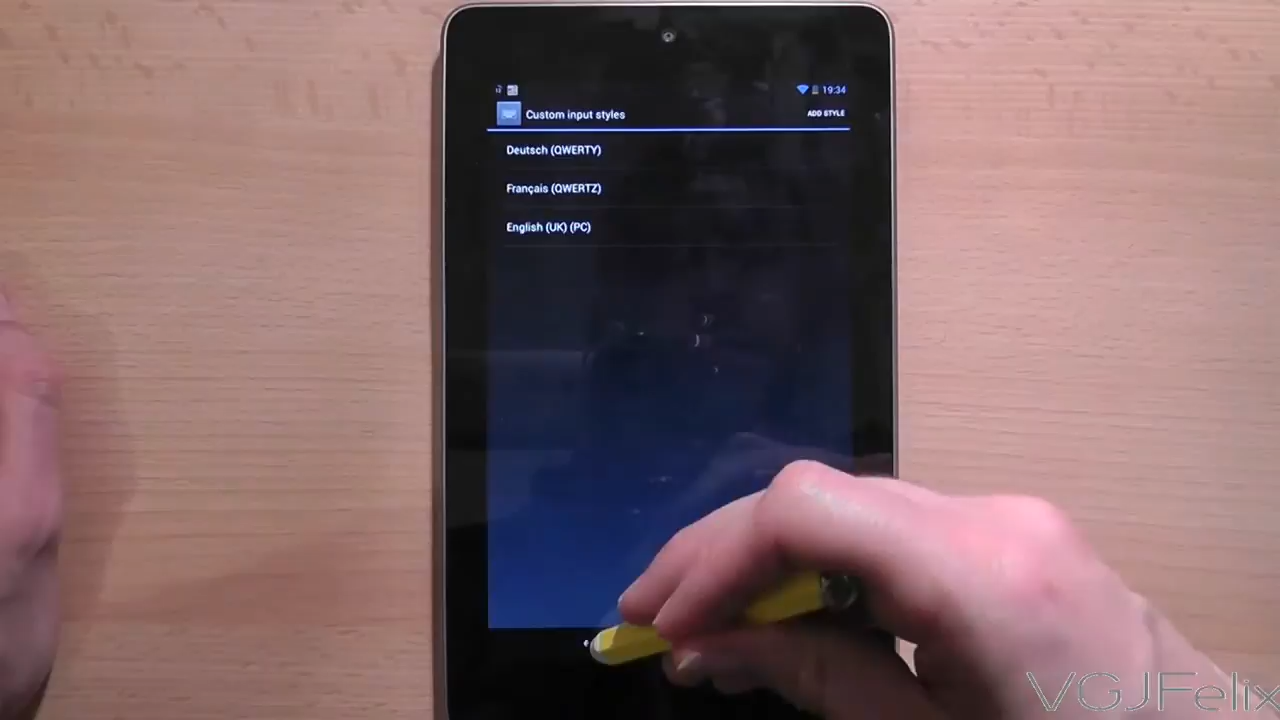 19:34
Custom input styles
ADD STYLE
Deutsch (QWERTY)
Français (QWERTZ)
English (UK) (PC)
VGJFelix